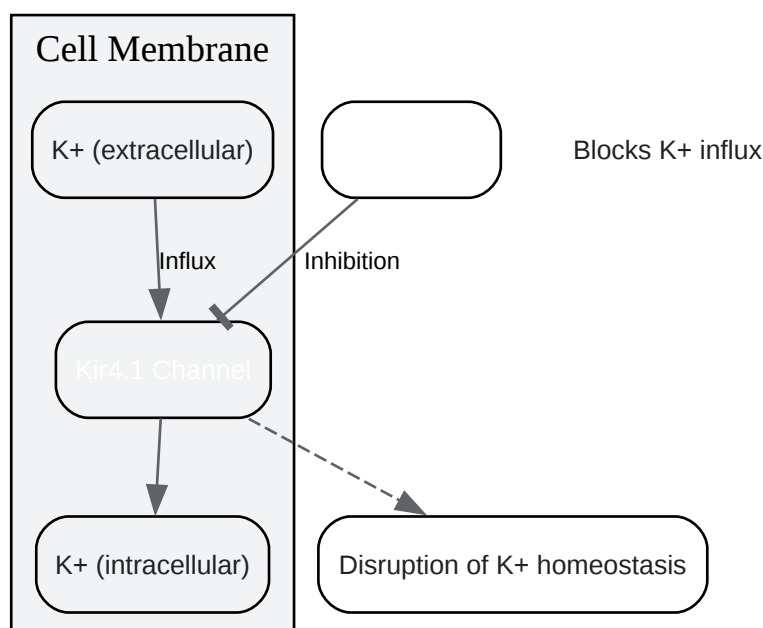 Cell Membrane
K+ (extracellular)
Blocks K+ influx
Influx
Inhibition
Kir4.1 Channel
K+ (intracellular)
Disruption of K+ homeostasis